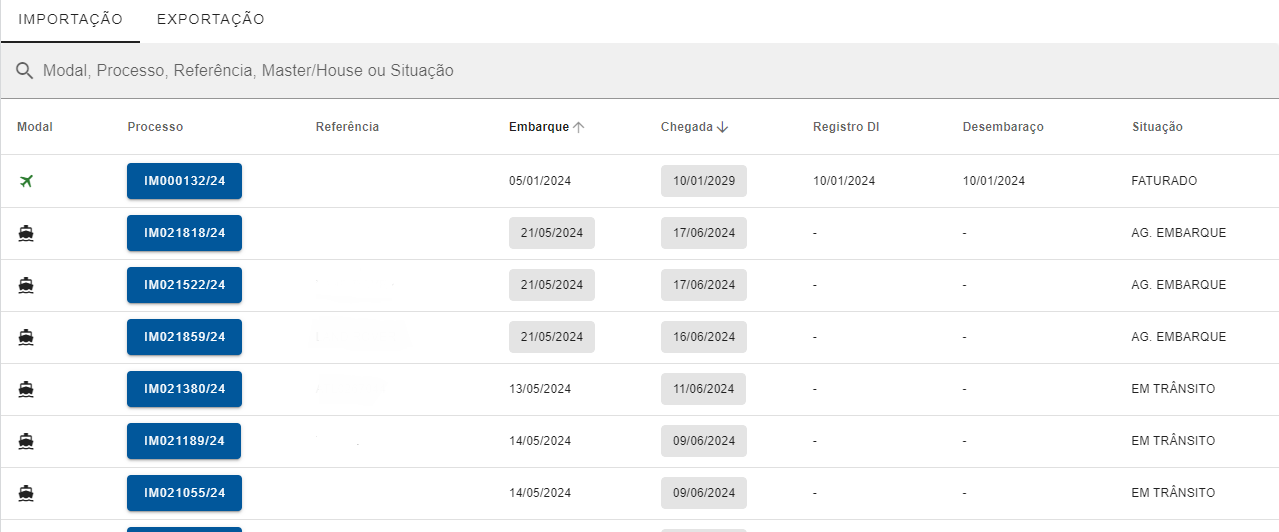 IMPORTAÇÃO EXPORTAÇÃO
Modal, Processo, Referência, Master/House ou Situação
Modal Processo Referência Embarque Chegada Registro DI Desembaraço Situação
IM000132/24 05/01/2024 10/01/2029 10/01/2024 10/01/2024 FATURADO
IM021818/24 21/05/2024 17/06/2024 - - AG. EMBARQUE
IM021522/24 21/05/2024 17/06/2024 - - AG. EMBARQUE
IM021859/24 21/05/2024 16/06/2024 - - AG. EMBARQUE
IM021380/24 13/05/2024 11/06/2024 - - EM TRÂNSITO
IM021189/24 14/05/2024 09/06/2024 - - EM TRÂNSITO
IM021055/24 14/05/2024 09/06/2024 - - EM TRÂNSITO